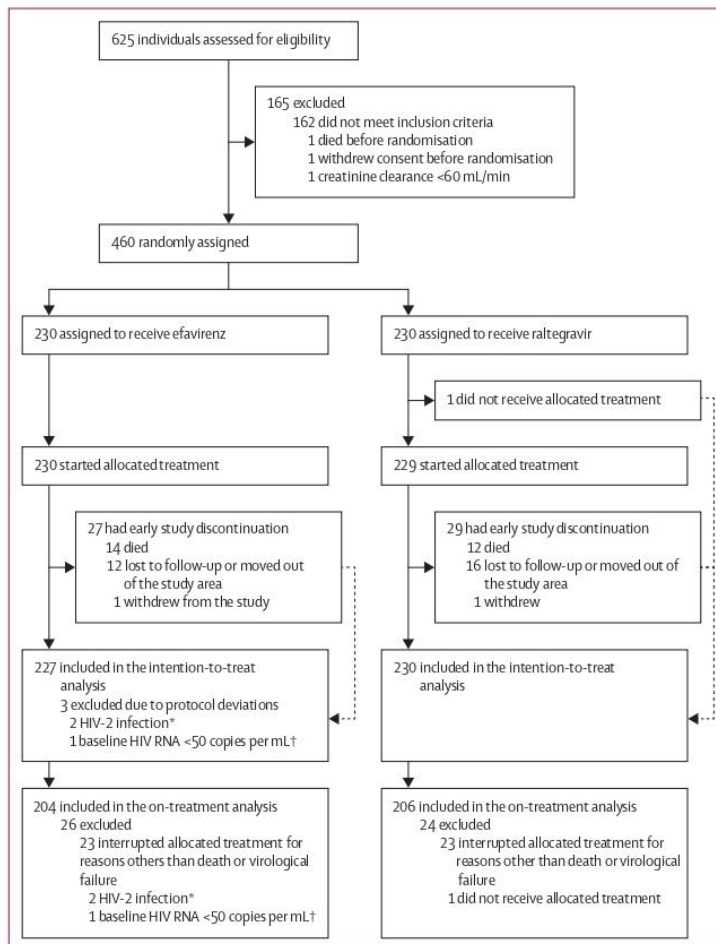 625 individuals assessed for eligibility
165 excluded
162 did not meet inclusion criteria
1 died before randomisation
1 withdrew consent before randomisation
1 creatinine clearance <60 mL/min
460 randomly assigned
230 assigned to receive efavirenz
230 assigned to receive raltegravir
1 did not receive allocated treatment
230 started allocated treatment
229 started allocated treatment
27 had early study discontinuation
14 died
12 lost to follow-up or moved out
of the study area
1 withdrew from the study
29 had early study discontinuation
12 died
16 lost to follow-up or moved out of
the study area
1 withdrew
227 included in the intention-to-treat
analysis
3 excluded due to protocol deviations
2 HIV-2 infection*
1 baseline HIV RNA <50 copies per mL†
230 included in the intention-to-treat
analysis
204 included in the on-treatment analysis
26 excluded
23 interrupted allocated treatment for
reasons others than death or virological
failure
2 HIV-2 infection*
1 baseline HIV RNA <50 copies per mL†
206 included in the on-treatment analysis
24 excluded
23 interrupted allocated treatment for
reasons other than death or virological
failure
1 did not receive allocated treatment